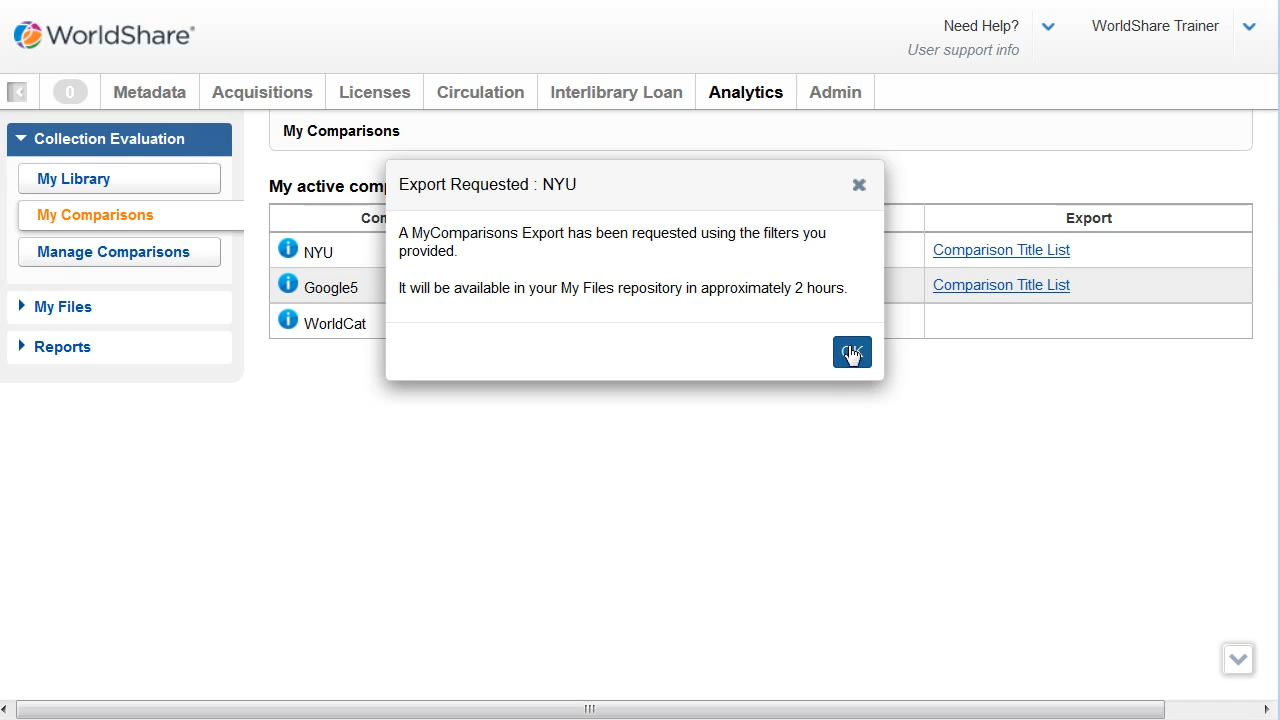 WorldShare®
Need Help?
User support info
WorldShare Trainer
0
Metadata
Acquisitions
Licenses
Circulation
Interlibrary Loan
Analytics
Admin
Collection Evaluation
My Library
My Comparisons
Manage Comparisons
My Files
Reports
My Comparisons
My active comp
Con
Export
NYU
Comparison Title List
Google5
Comparison Title List
WorldCat
Export Requested : NYU
A MyComparisons Export has been requested using the filters you
provided.
It will be available in your My Files repository in approximately 2 hours.
OK